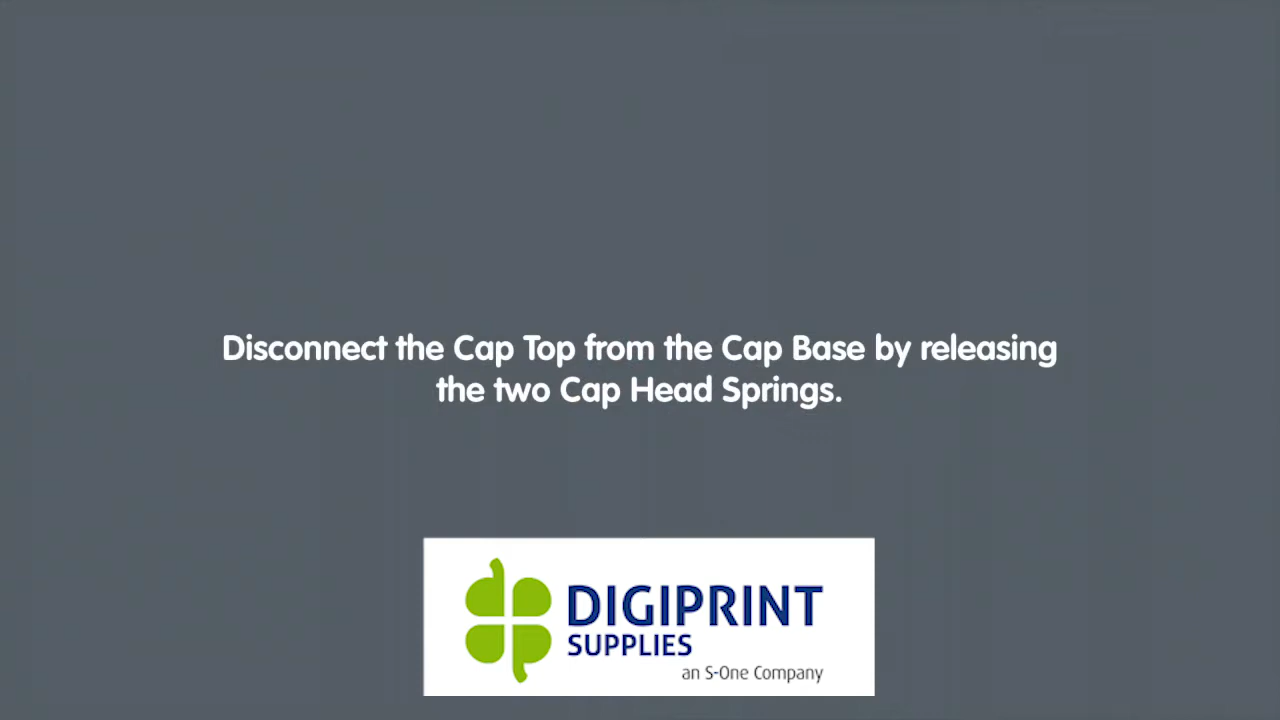 Disconnect the Cap Top from the Cap Base by releasing
the two Cap Head Springs.
DIGIPRINT
SUPPLIES
an S-One Company